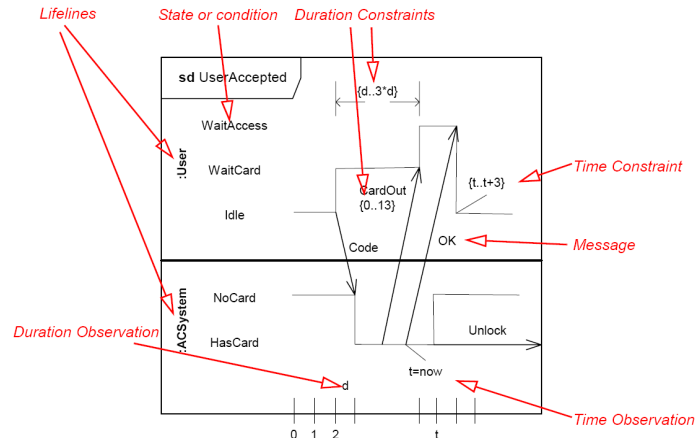 Lifelines
State or condition
Duration Constraints
sd UserAccepted
{d..3*d}
WaitAccess
:User
WaitCard
Time Constraint
CardOut
{0..13}
{t..t+3}
Idle
Code
OK
Message
:ACSystem
NoCard
Duration Observation
HasCard
Unlock
t=now
d
Time Observation
0 1 2 t